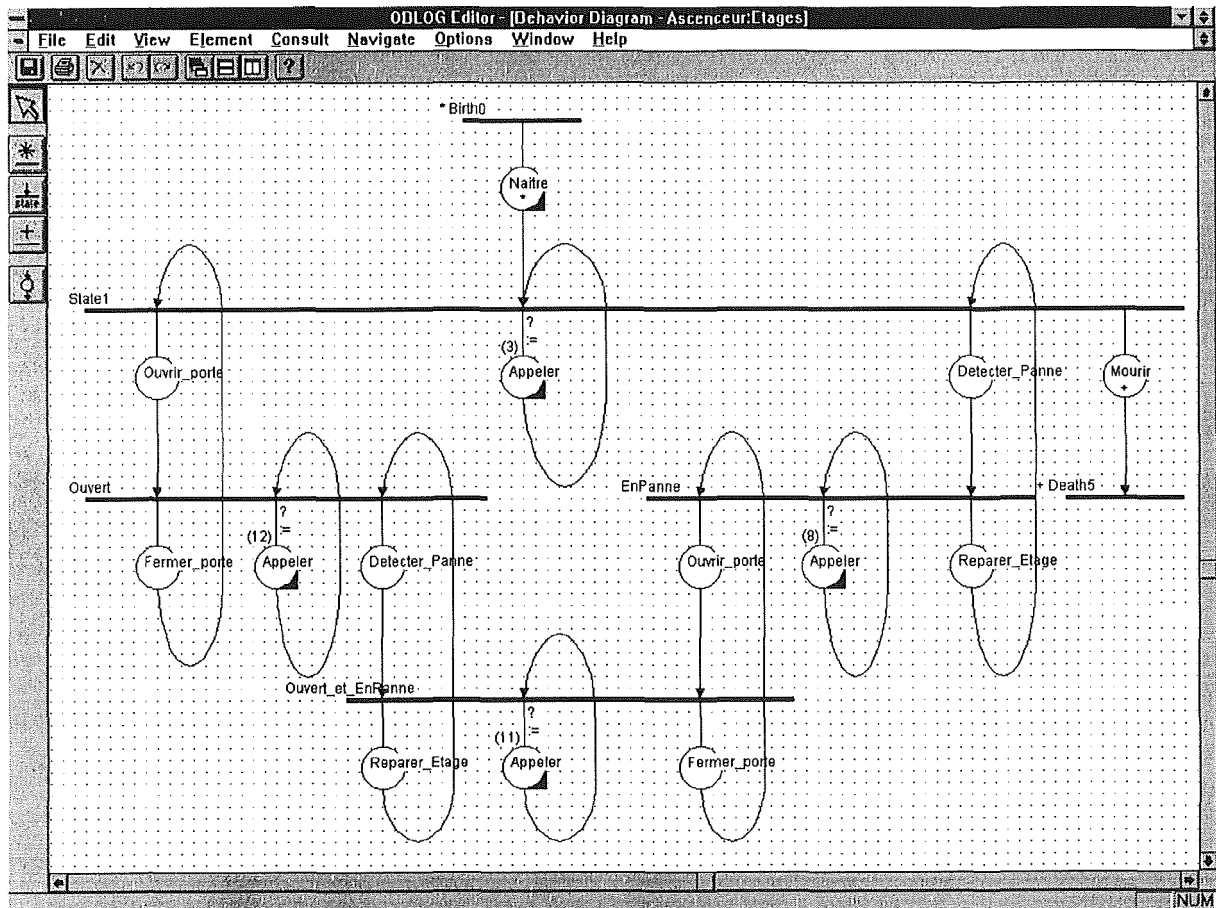 OBLOG Editor - [Behavior Diagram - Ascenceur:Etages]
File Edit View Element Consult Navigate Options Window Help
?
state
* Birth0
Naitre
*
State1
?
:=
(3)
Ouvrir_porte
Appeler
Detecter_Panne
Mourir
+
Ouvert
EnPanne
+ Death5
?
:=
(12)
?
:=
(8)
Fermer_porte
Appeler
Detecter_Panne
Ouvrir_porte
Appeler
Reparer_Etage
Ouvert_et_EnPanne
?
:=
(11)
Reparer_Etage
Appeler
Fermer_porte
NUM